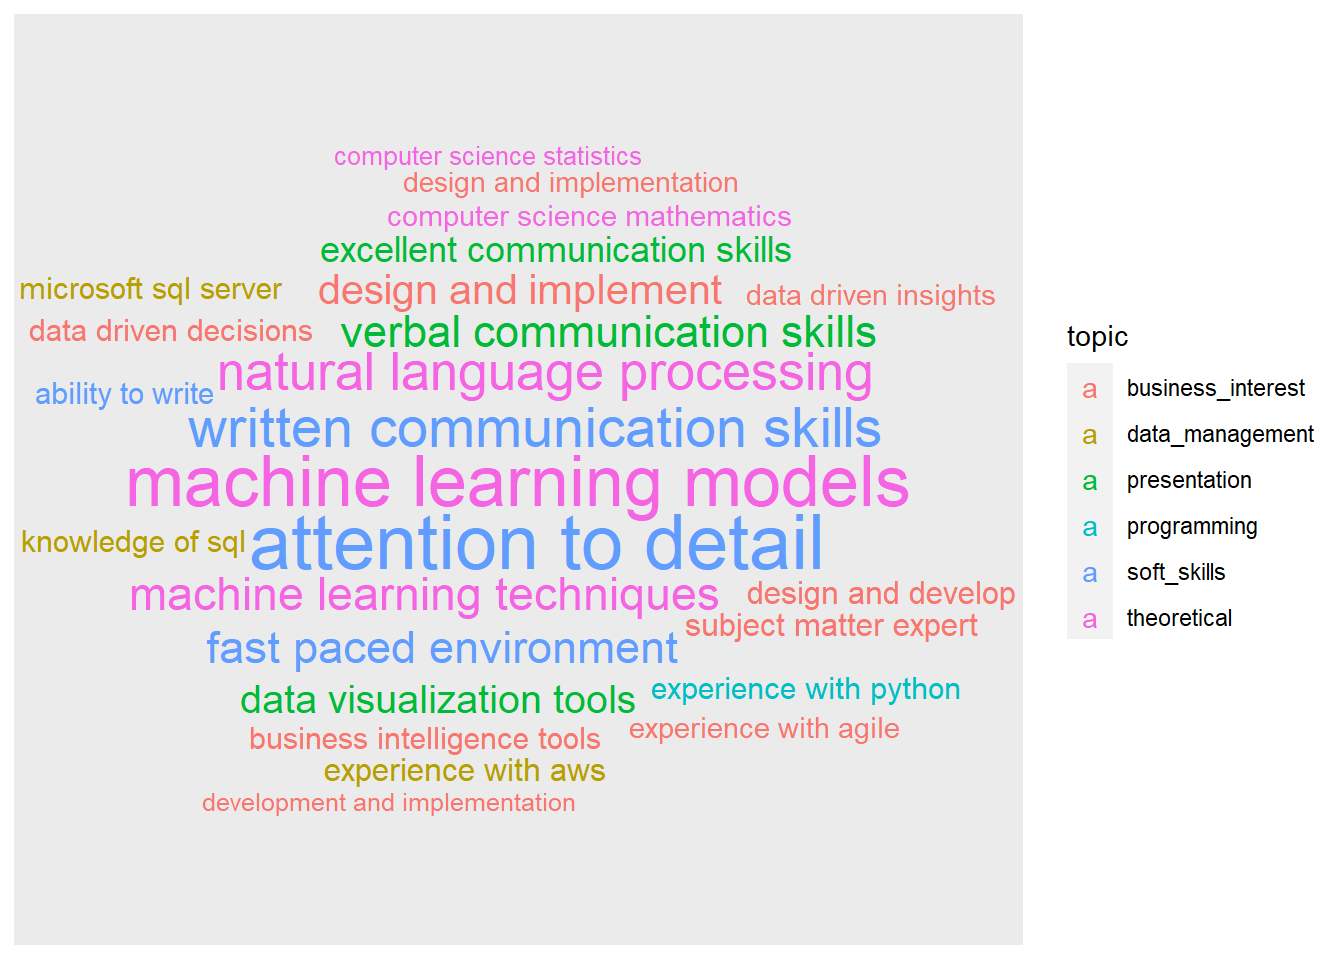 computer science statistics
design and implementation
computer science mathematics
excellent communication skills
microsoft sql server
design and implement
data driven insights
data driven decisions
verbal communication skills
natural language processing
ability to write
written communication skills
machine learning models
knowledge of sql
attention to detail
machine learning techniques
design and develop
subject matter expert
fast paced environment
data visualization tools
experience with python
experience with agile
business intelligence tools
experience with aws
development and implementation
topic
a business_interest
a data_management
a presentation
a programming
a soft_skills
a theoretical